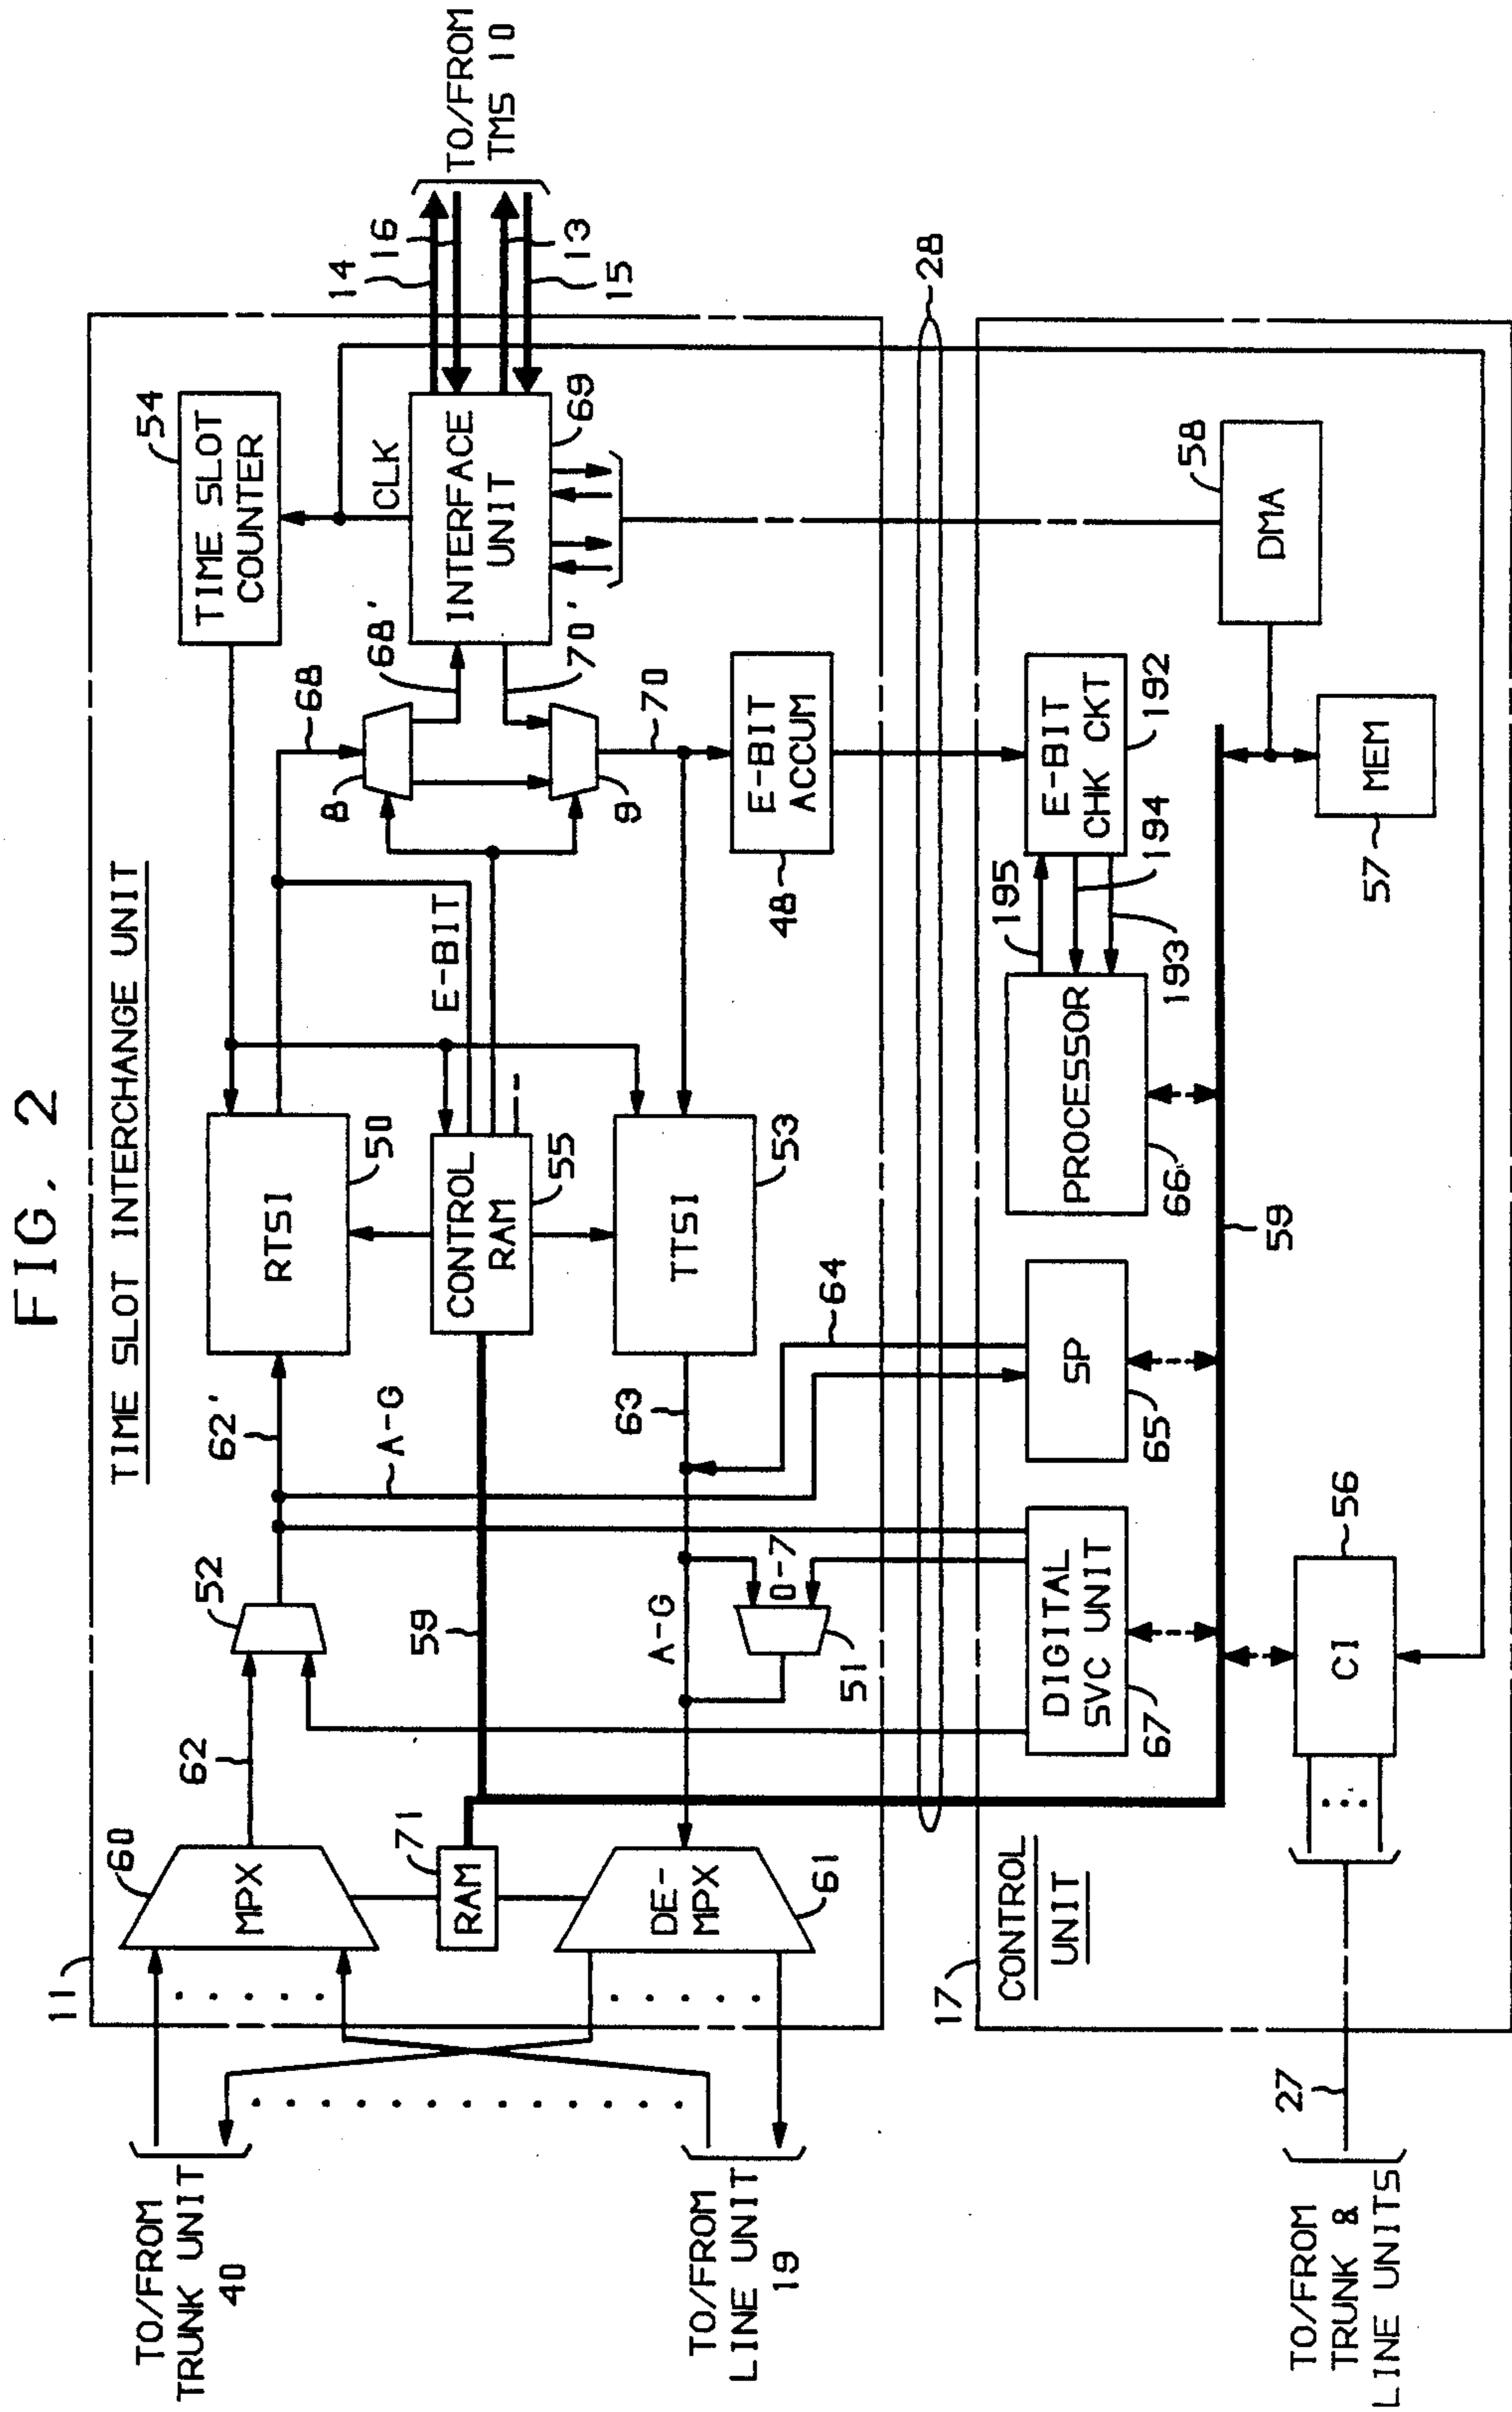 FIG. 2
TIME SLOT INTERCHANGE UNIT
11
TO/FROM
TRUNK UNIT
40
TO/FROM
LINE UNIT
19
60
MPX
62
52
62'
A-G
RTSI
50
TIME SLOT
COUNTER
54
71
RAM
59
CONTROL
RAM
55
E-BIT
68
8
68'
CLK
INTERFACE
UNIT
69
14
16
13
15
TO/FROM
TMS 10
DE-
MPX
61
A-G
0-7
51
63
64
TTSI
53
9
70'
70
E-BIT
ACCUM
48
28
17
CONTROL
UNIT
DIGITAL
SVC UNIT
67
SP
65
PROCESSOR
66
195
194
193
E-BIT
CHK CKT
192
59
DMA
58
MEM
57
CI
56
27
TO/FROM
TRUNK &
LINE UNITS